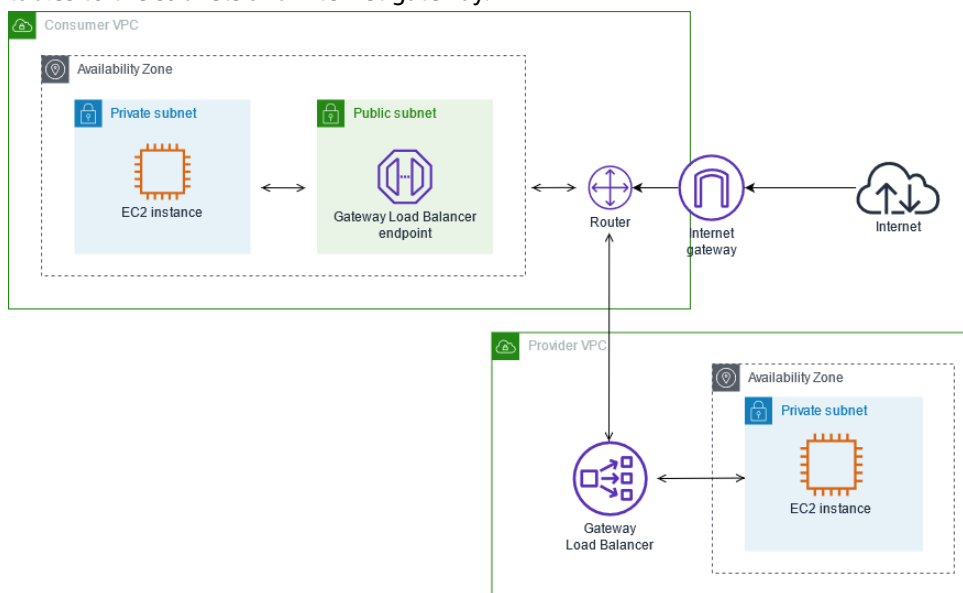 Consumer VPC
Availability Zone
Private subnet
Public subnet
EC2 instance
Gateway Load Balancer
endpoint
Router
Internet
gateway
Internet
Provider VPC
Availability Zone
Private subnet
EC2 instance
Gateway
Load Balancer